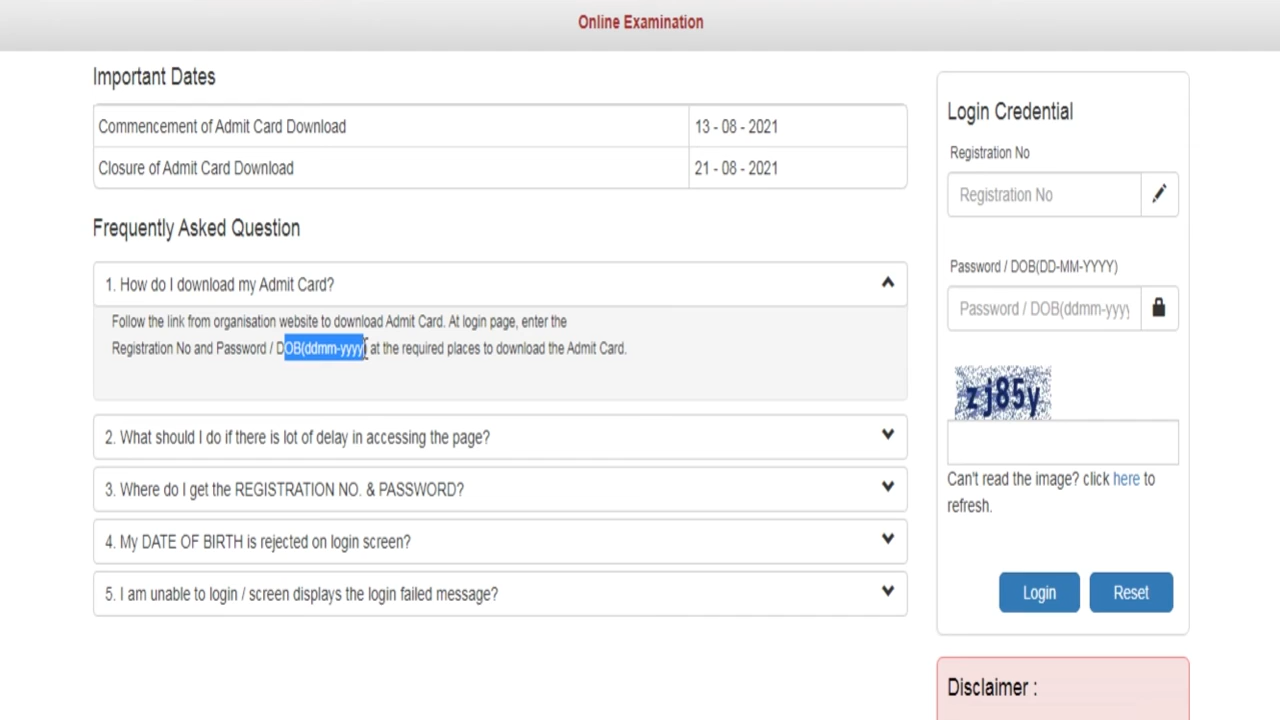 Online Examination
Important Dates
Commencement of Admit Card Download 13 - 08 - 2021
Closure of Admit Card Download 21 - 08 - 2021
Frequently Asked Question
1. How do I download my Admit Card?
Follow the link from organisation website to download Admit Card. At login page, enter the
Registration No and Password / DOB(ddmm-yyyy) at the required places to download the Admit Card.
2. What should I do if there is lot of delay in accessing the page?
3. Where do I get the REGISTRATION NO. & PASSWORD?
4. My DATE OF BIRTH is rejected on login screen?
5. I am unable to login / screen displays the login failed message?
Login Credential
Registration No
Registration No
Password / DOB(DD-MM-YYYY)
Password / DOB(ddmm-yyyy
zj85y
Can't read the image? click here to
refresh.
Login Reset
Disclaimer :